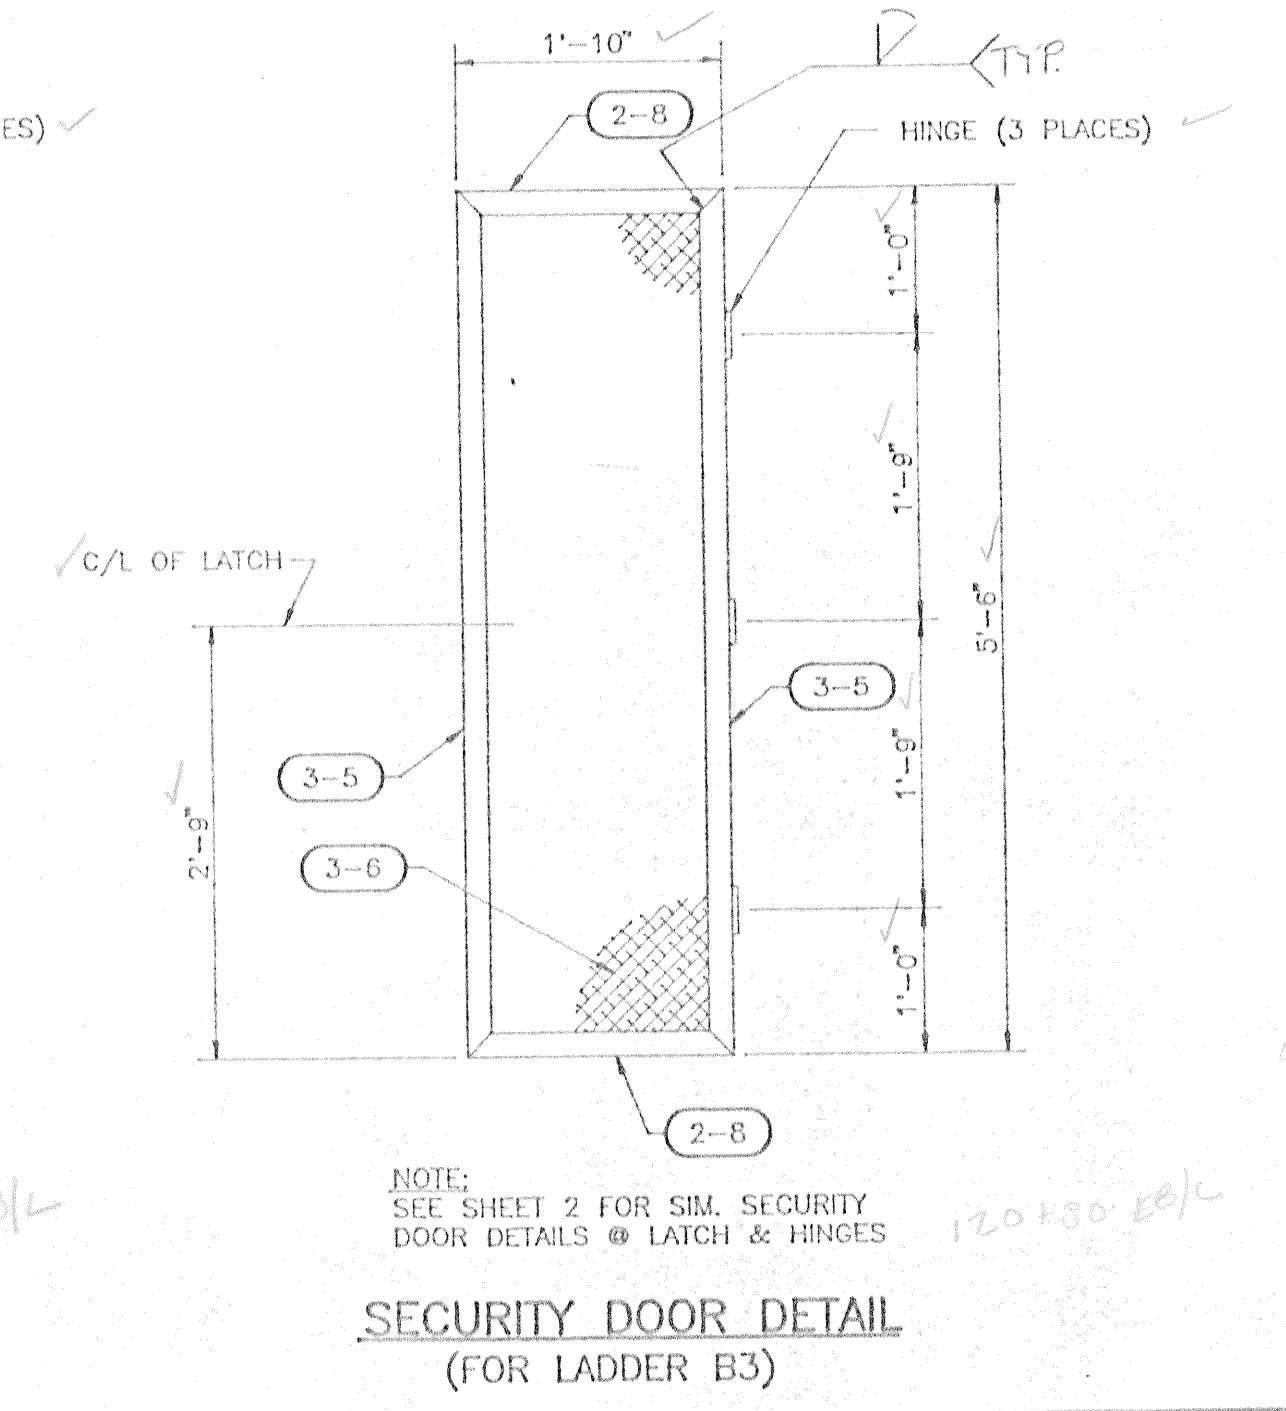 1'-10"
TYP.
2-8
ES)
HINGE (3 PLACES)
1'-0"
1'-9"
C/L OF LATCH
5'-6"
3-5
3-5
1'-9"
2'-9"
3-6
1'-0"
2-8
NOTE:
SEE SHEET 2 FOR SIM. SECURITY
DOOR DETAILS @ LATCH & HINGES
SECURITY DOOR DETAIL
(FOR LADDER B3)